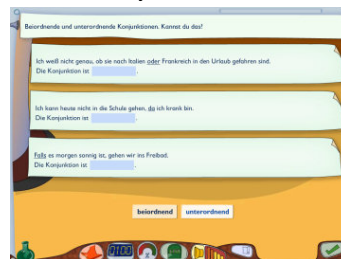 Beiordnende und unterordnende Konjunktionen. Kannst du das?
Ich weiß nicht genau, ob sie nach Italien oder Frankreich in den Urlaub gefahren sind.
Die Konjunktion ist .
Ich kann heute nicht in die Schule gehen, da ich krank bin.
Die Konjunktion ist .
Falls es morgen sonnig ist, gehen wir ins Freibad.
Die Konjunktion ist .
beiordnend unterordnend